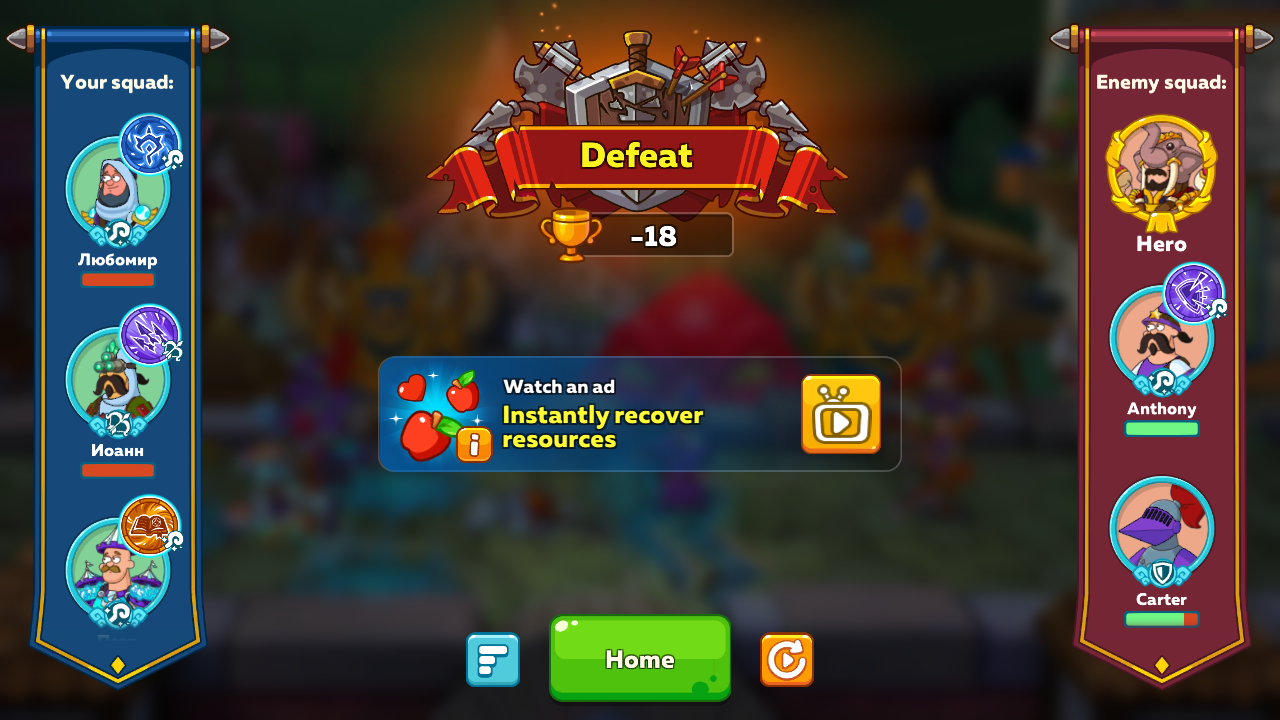 Your squad:
Любомир
Иоанн
Defeat
-18
Watch an ad
Instantly recover
resources
Home
Enemy squad:
Hero
Anthony
Carter